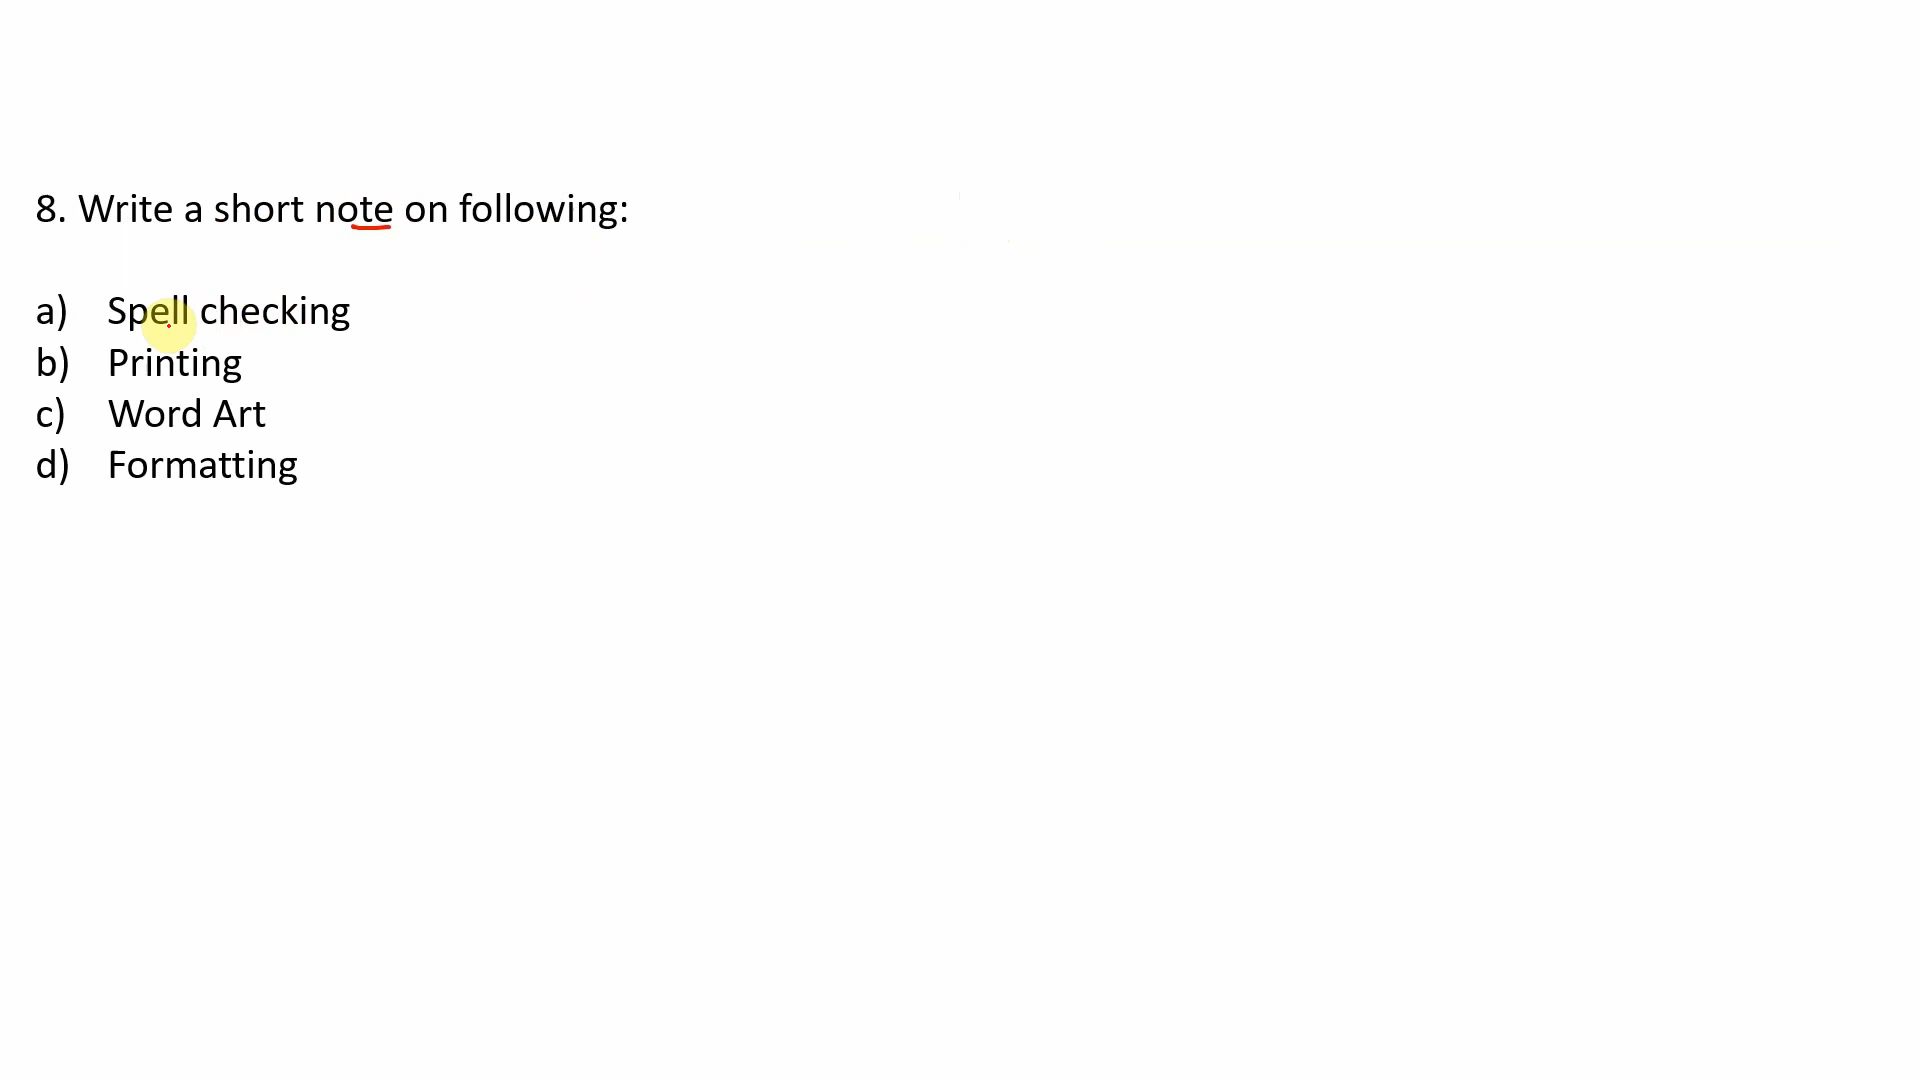 8. Write a short note on following:
a) Spell checking
b) Printing
c) Word Art
d) Formatting